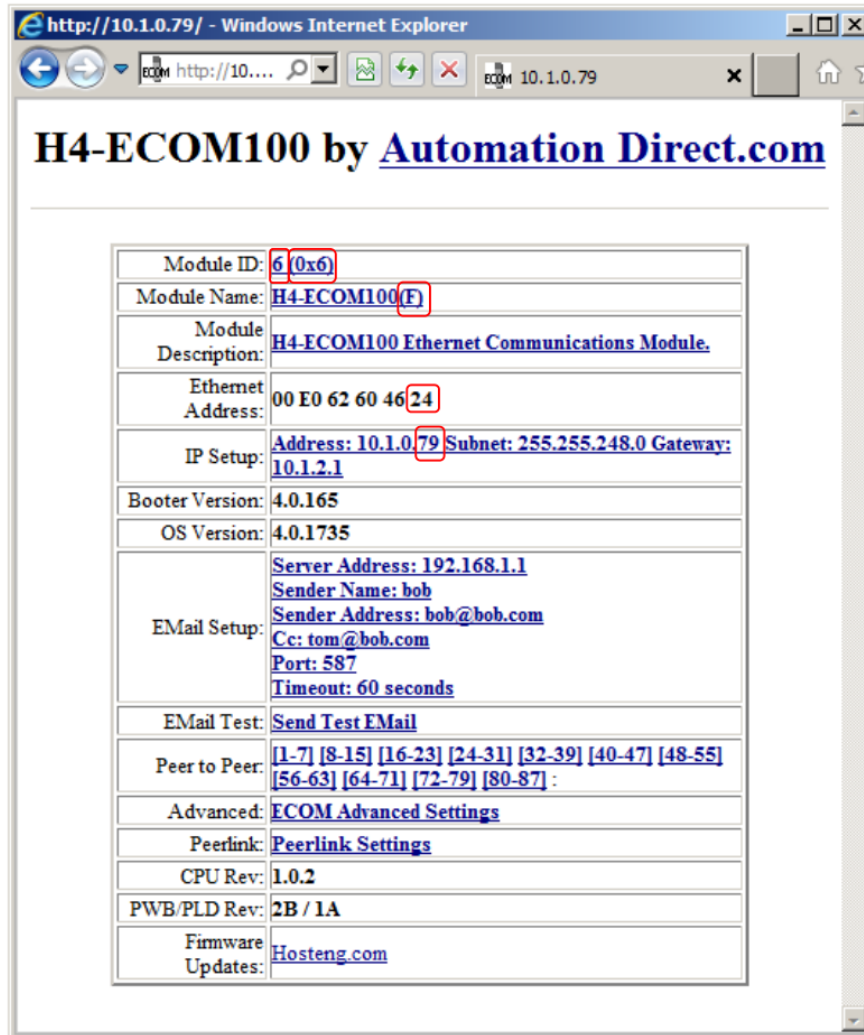 http://10.1.0.79/ - Windows Internet Explorer
ECOM http://10.... ECOM 10.1.0.79
H4-ECOM100 by Automation Direct.com
Module ID: 6 (0x6)
Module Name: H4-ECOM100(F)
Module Description: H4-ECOM100 Ethernet Communications Module.
Ethernet Address: 00 E0 62 60 46 24
IP Setup: Address: 10.1.0.79 Subnet: 255.255.248.0 Gateway:
10.1.2.1
Booter Version: 4.0.165
OS Version: 4.0.1735
EMail Setup: Server Address: 192.168.1.1
Sender Name: bob
Sender Address: bob@bob.com
Cc: tom@bob.com
Port: 587
Timeout: 60 seconds
EMail Test: Send Test EMail
Peer to Peer: [1-7] [8-15] [16-23] [24-31] [32-39] [40-47] [48-55]
[56-63] [64-71] [72-79] [80-87] :
Advanced: ECOM Advanced Settings
Peerlink: Peerlink Settings
CPU Rev: 1.0.2
PWB/PLD Rev: 2B / 1A
Firmware Updates: Hosteng.com